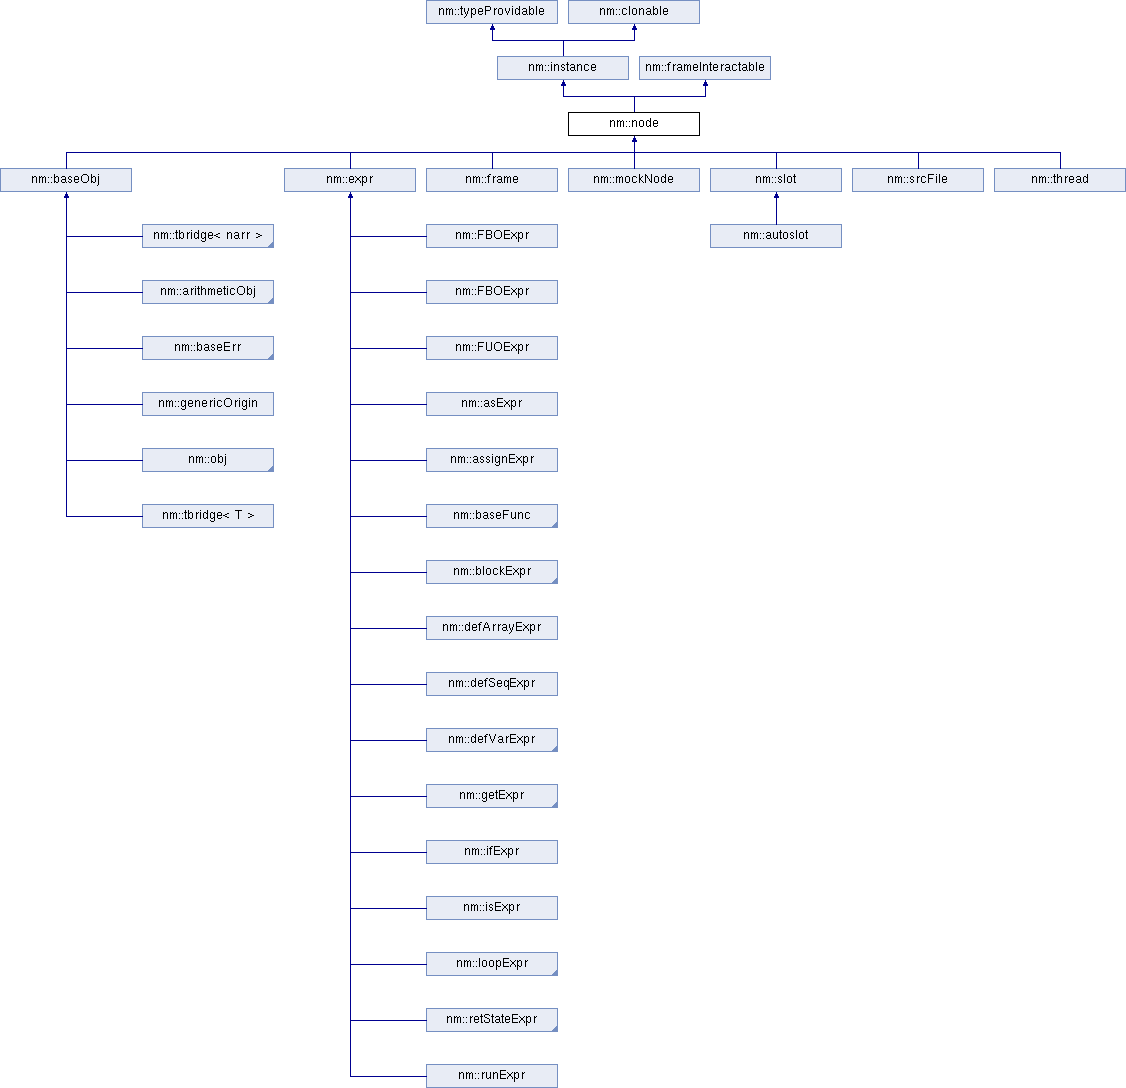 nm::typeProvidable
nm::clonable
nm::instance
nm::frameInteractable
nm::node
nm::baseObj
nm::expr
nm::frame
nm::mockNode
nm::slot
nm::srcFile
nm::thread
nm::tbridge< narr >
nm::FBOExpr
nm::autoslot
nm::arithmeticObj
nm::FBOExpr
nm::baseErr
nm::FUOExpr
nm::genericOrigin
nm::asExpr
nm::obj
nm::assignExpr
nm::tbridge< T >
nm::baseFunc
nm::blockExpr
nm::defArrayExpr
nm::defSeqExpr
nm::defVarExpr
nm::getExpr
nm::ifExpr
nm::isExpr
nm::loopExpr
nm::retStateExpr
nm::runExpr